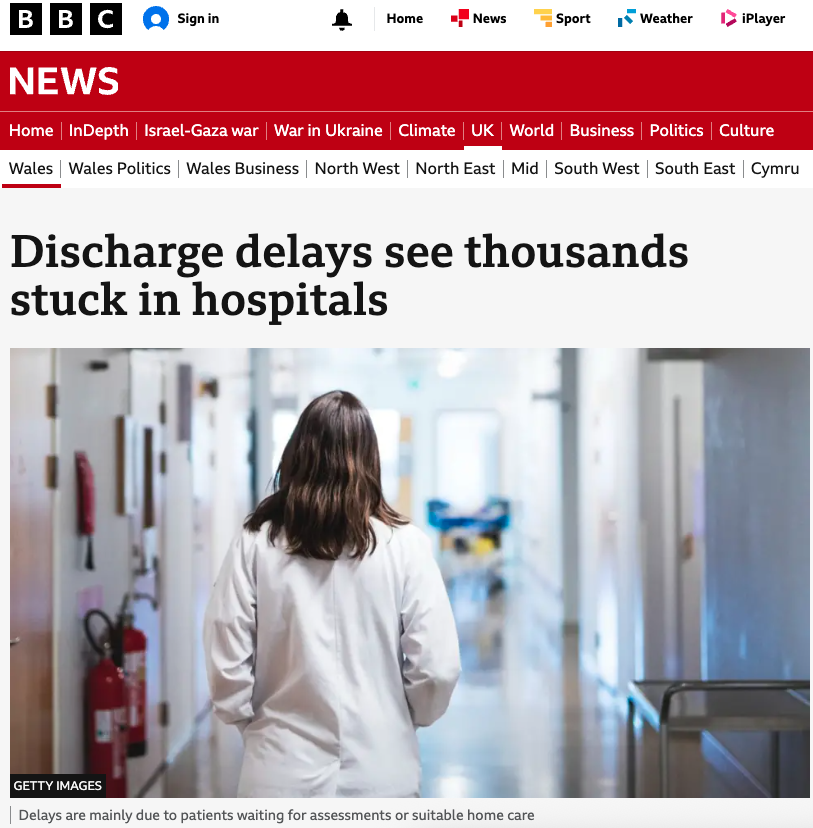 BBC Sign in Home News Sport Weather iPlayer
NEWS
Home InDepth Israel-Gaza war War in Ukraine Climate UK World Business Politics Culture
Wales Wales Politics Wales Business North West North East Mid South West South East Cymru
Discharge delays see thousands
stuck in hospitals
GETTY IMAGES
Delays are mainly due to patients waiting for assessments or suitable home care